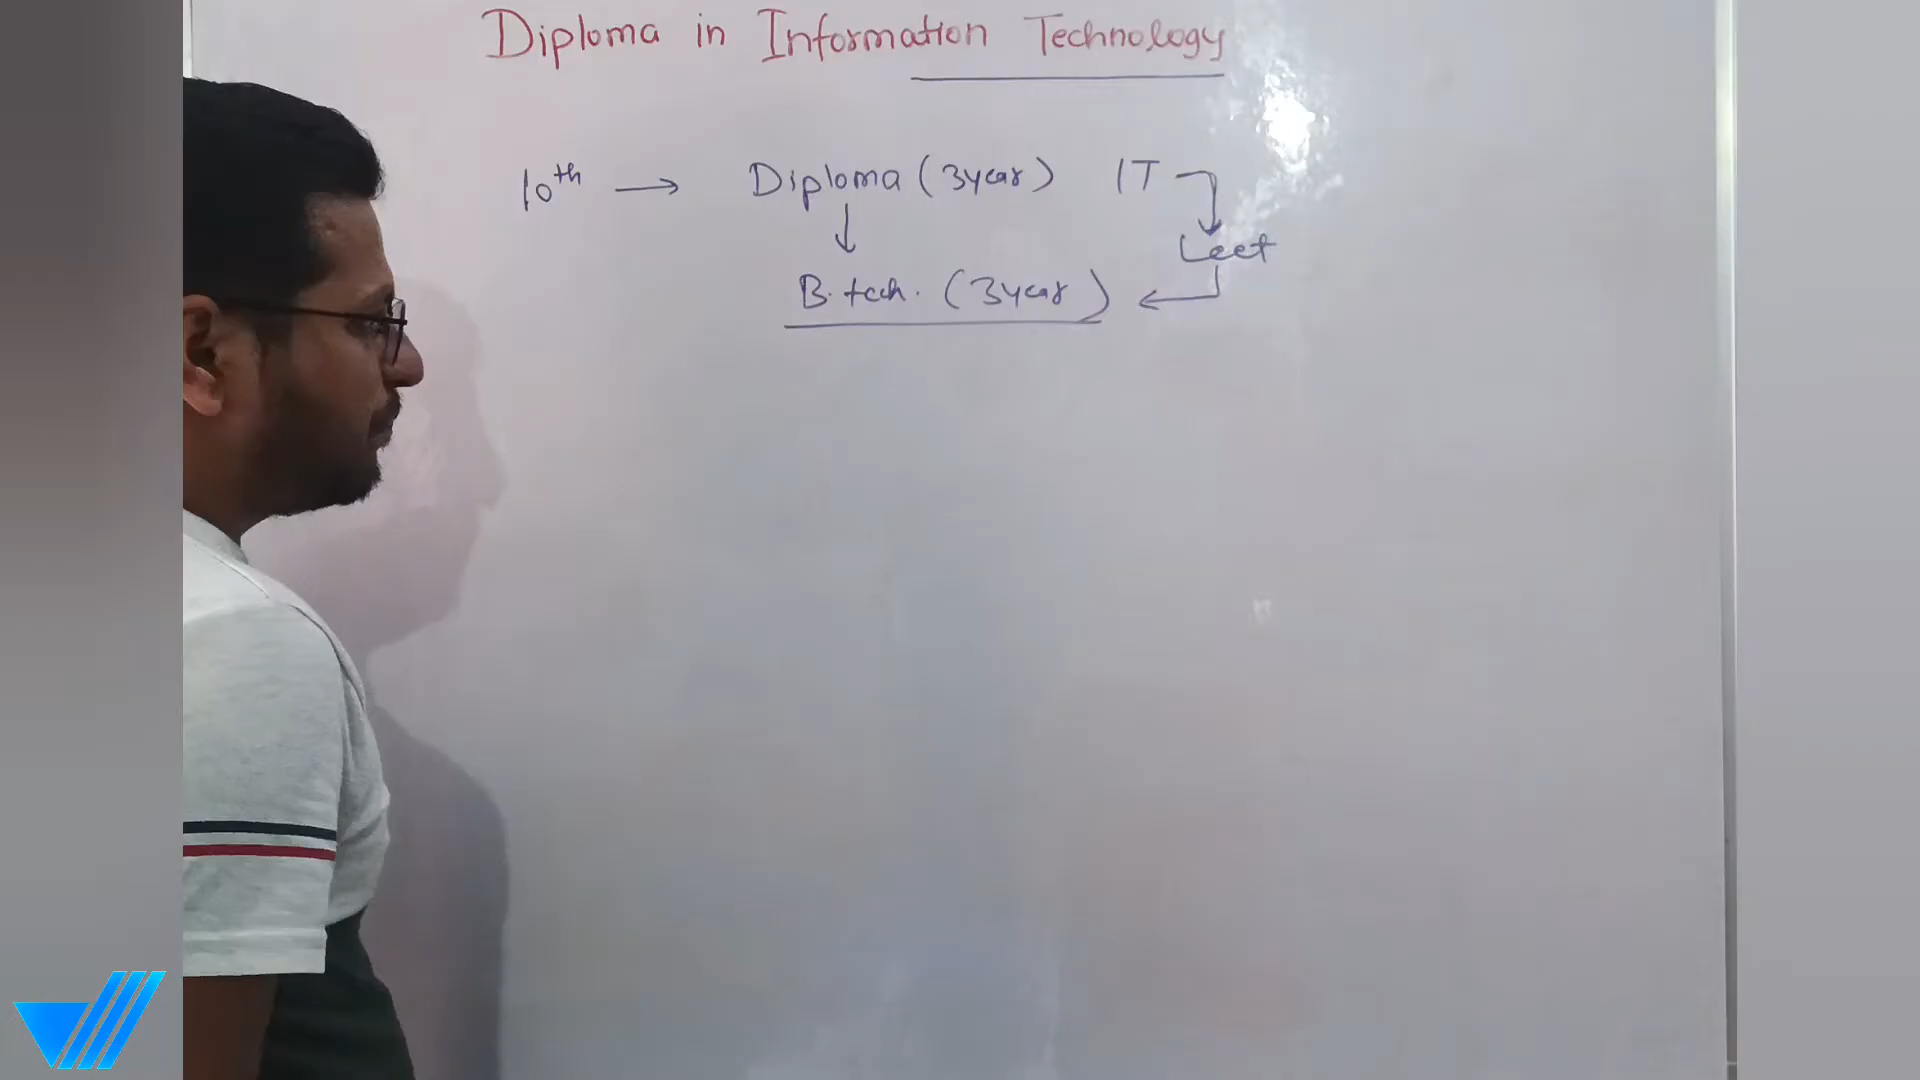 Diploma in Information Technology
10th → Diploma (3year) IT
↓ Leet
B.tech. (3year) ←